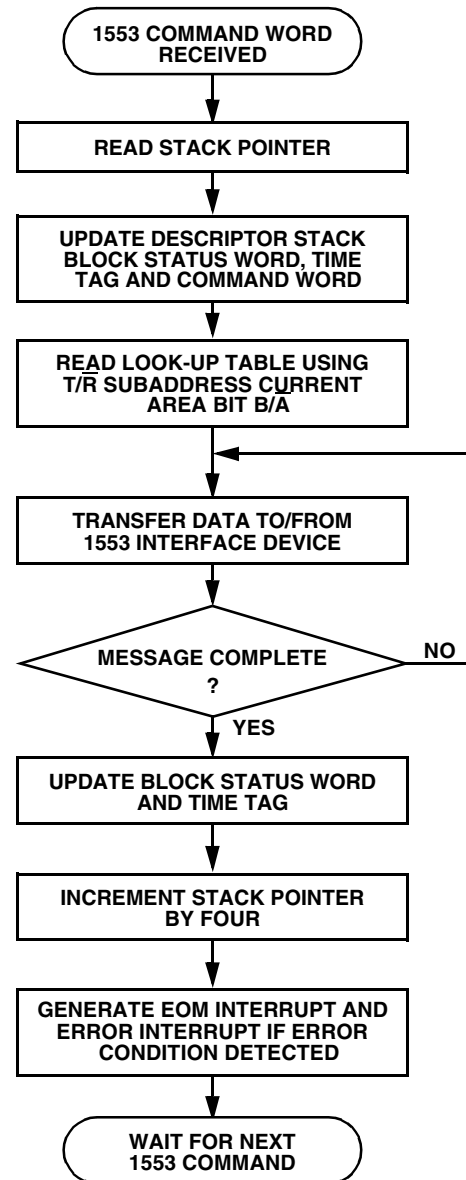 1553 COMMAND WORD
RECEIVED
READ STACK POINTER
UPDATE DESCRIPTOR STACK
BLOCK STATUS WORD, TIME
TAG AND COMMAND WORD
READ LOOK-UP TABLE USING
T/R̅ SUBADDRESS CURRENT
AREA BIT B/A̅
TRANSFER DATA TO/FROM
1553 INTERFACE DEVICE
MESSAGE COMPLETE
?
NO
YES
UPDATE BLOCK STATUS WORD
AND TIME TAG
INCREMENT STACK POINTER
BY FOUR
GENERATE EOM INTERRUPT AND
ERROR INTERRUPT IF ERROR
CONDITION DETECTED
WAIT FOR NEXT
1553 COMMAND